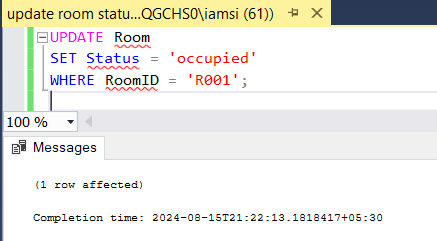 update room statu...QGCHS0\iamsi (61))
UPDATE Room
SET Status = 'occupied'
WHERE RoomID = 'R001';
100 %
Messages
(1 row affected)
Completion time: 2024-08-15T21:22:13.1818417+05:30